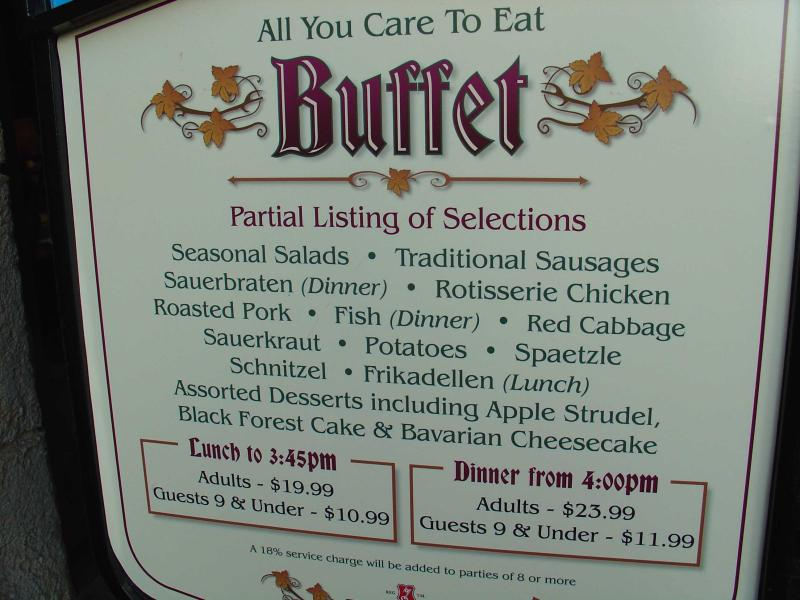 All You Care To Eat
Buffet
Partial Listing of Selections
Seasonal Salads • Traditional Sausages
Sauerbraten (Dinner) • Rotisserie Chicken
Roasted Pork • Fish (Dinner) • Red Cabbage
Sauerkraut • Potatoes • Spaetzle
Schnitzel • Frikadellen (Lunch)
Assorted Desserts including Apple Strudel,
Black Forest Cake & Bavarian Cheesecake
Lunch to 3:45pm
Adults - $19.99
Guests 9 & Under - $10.99
Dinner from 4:00pm
Adults - $23.99
Guests 9 & Under - $11.99
A 18% service charge will be added to parties of 8 or more